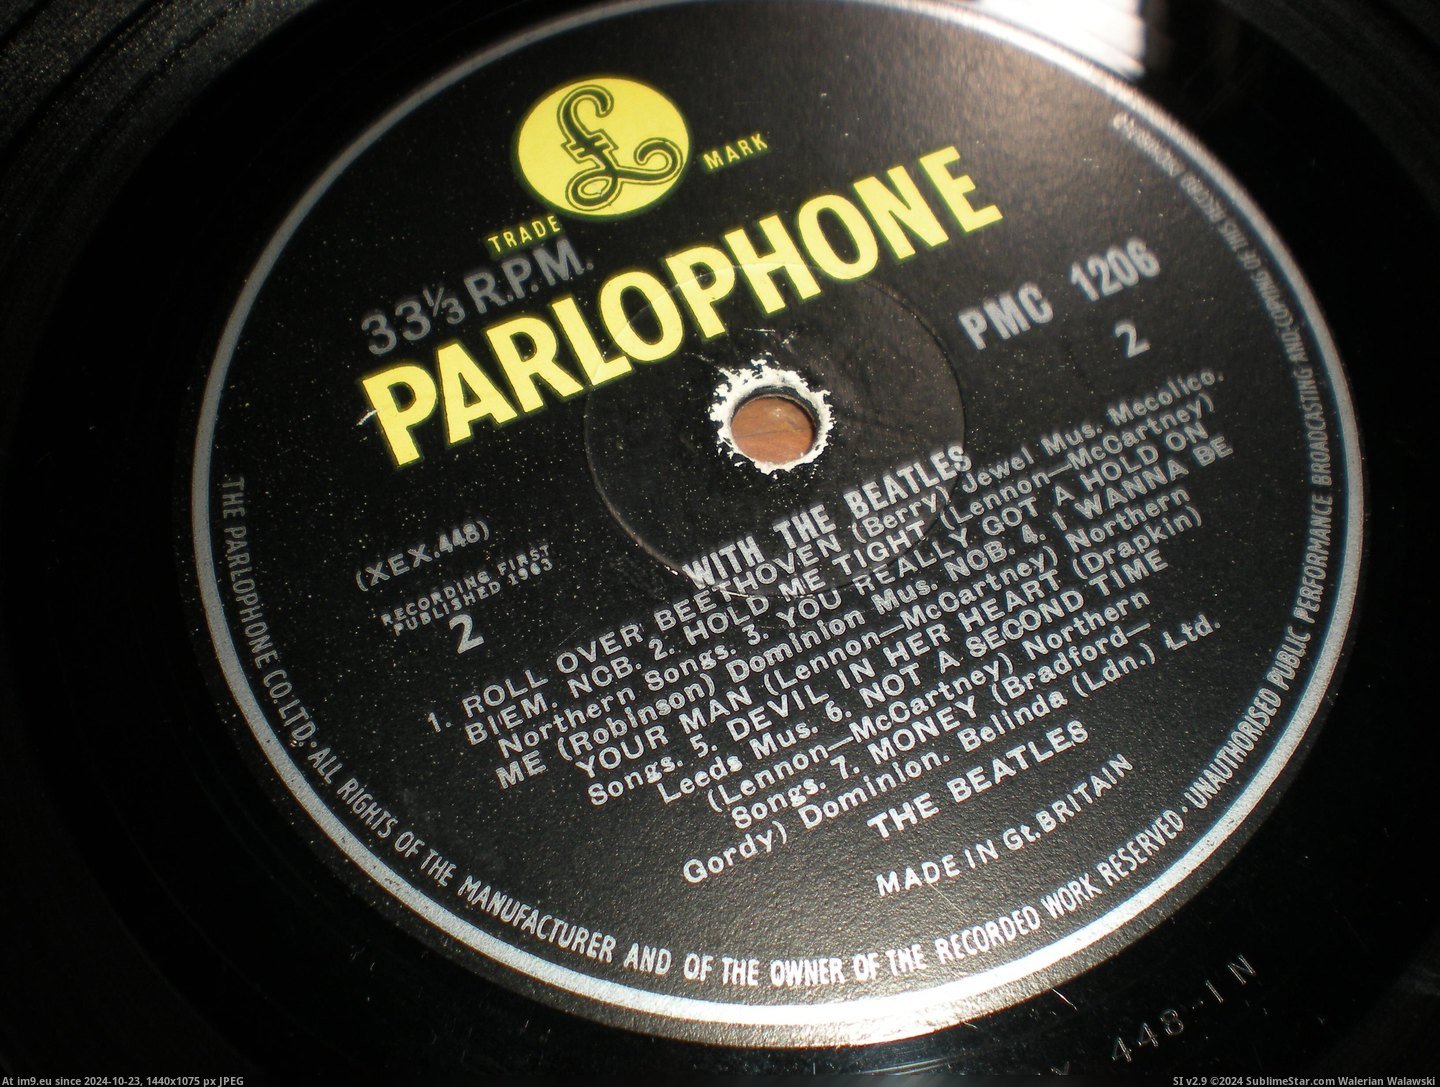 TRADE MARK
£
33⅓ R.P.M.
PARLOPHONE
PMC 1206
2
(XEX.448)
RECORDING FIRST
PUBLISHED 1963
2
WITH THE BEATLES
1. ROLL OVER BEETHOVEN (Berry) Jewel Mus. Mecolico.
BIEM. NCB. 2. HOLD ME TIGHT (Lennon—McCartney)
Northern Songs. 3. YOU REALLY GOT A HOLD ON
ME (Robinson) Dominion Mus. NCB. 4. I WANNA BE
YOUR MAN (Lennon—McCartney) Northern
Songs. 5. DEVIL IN HER HEART (Drapkin)
Leeds Mus. 6. NOT A SECOND TIME
(Lennon—McCartney) Northern
Songs. 7. MONEY (Bradford—
Gordy) Dominion. Belinda (Ldn.) Ltd.
THE BEATLES
MADE IN Gt. BRITAIN
THE PARLOPHONE CO. LTD. · ALL RIGHTS OF THE MANUFACTURER AND OF THE OWNER OF THE RECORDED WORK RESERVED · UNAUTHORISED PUBLIC PERFORMANCE BROADCASTING AND COPYING OF THIS RECORD PROHIBITED
448-1N
At im9.eu since 2024-10-23, 1440x1075 px JPEG
SI v2.9 ©2024 SublimeStar.com Walerian Walawski